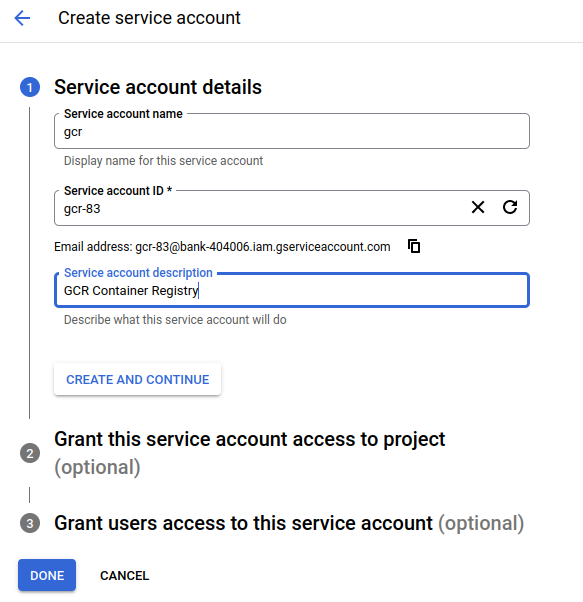 Create service account
1 Service account details
Service account name
gcr
Display name for this service account
Service account ID *
gcr-83
Email address: gcr-83@bank-404006.iam.gserviceaccount.com
Service account description
GCR Container Registry
Describe what this service account will do
CREATE AND CONTINUE
2 Grant this service account access to project
(optional)
3 Grant users access to this service account (optional)
DONE CANCEL